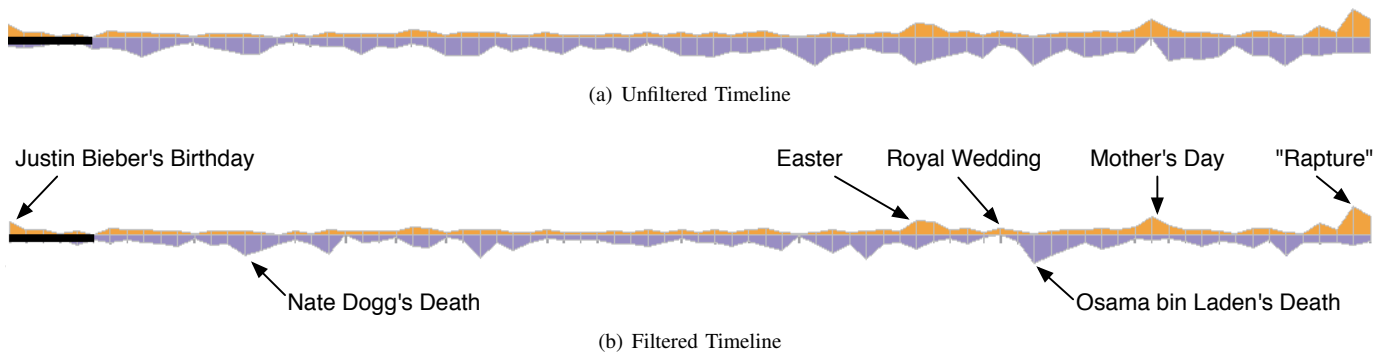 (a) Unfiltered Timeline
Justin Bieber's Birthday
Easter
Royal Wedding
Mother's Day
"Rapture"
Nate Dogg's Death
Osama bin Laden's Death
(b) Filtered Timeline